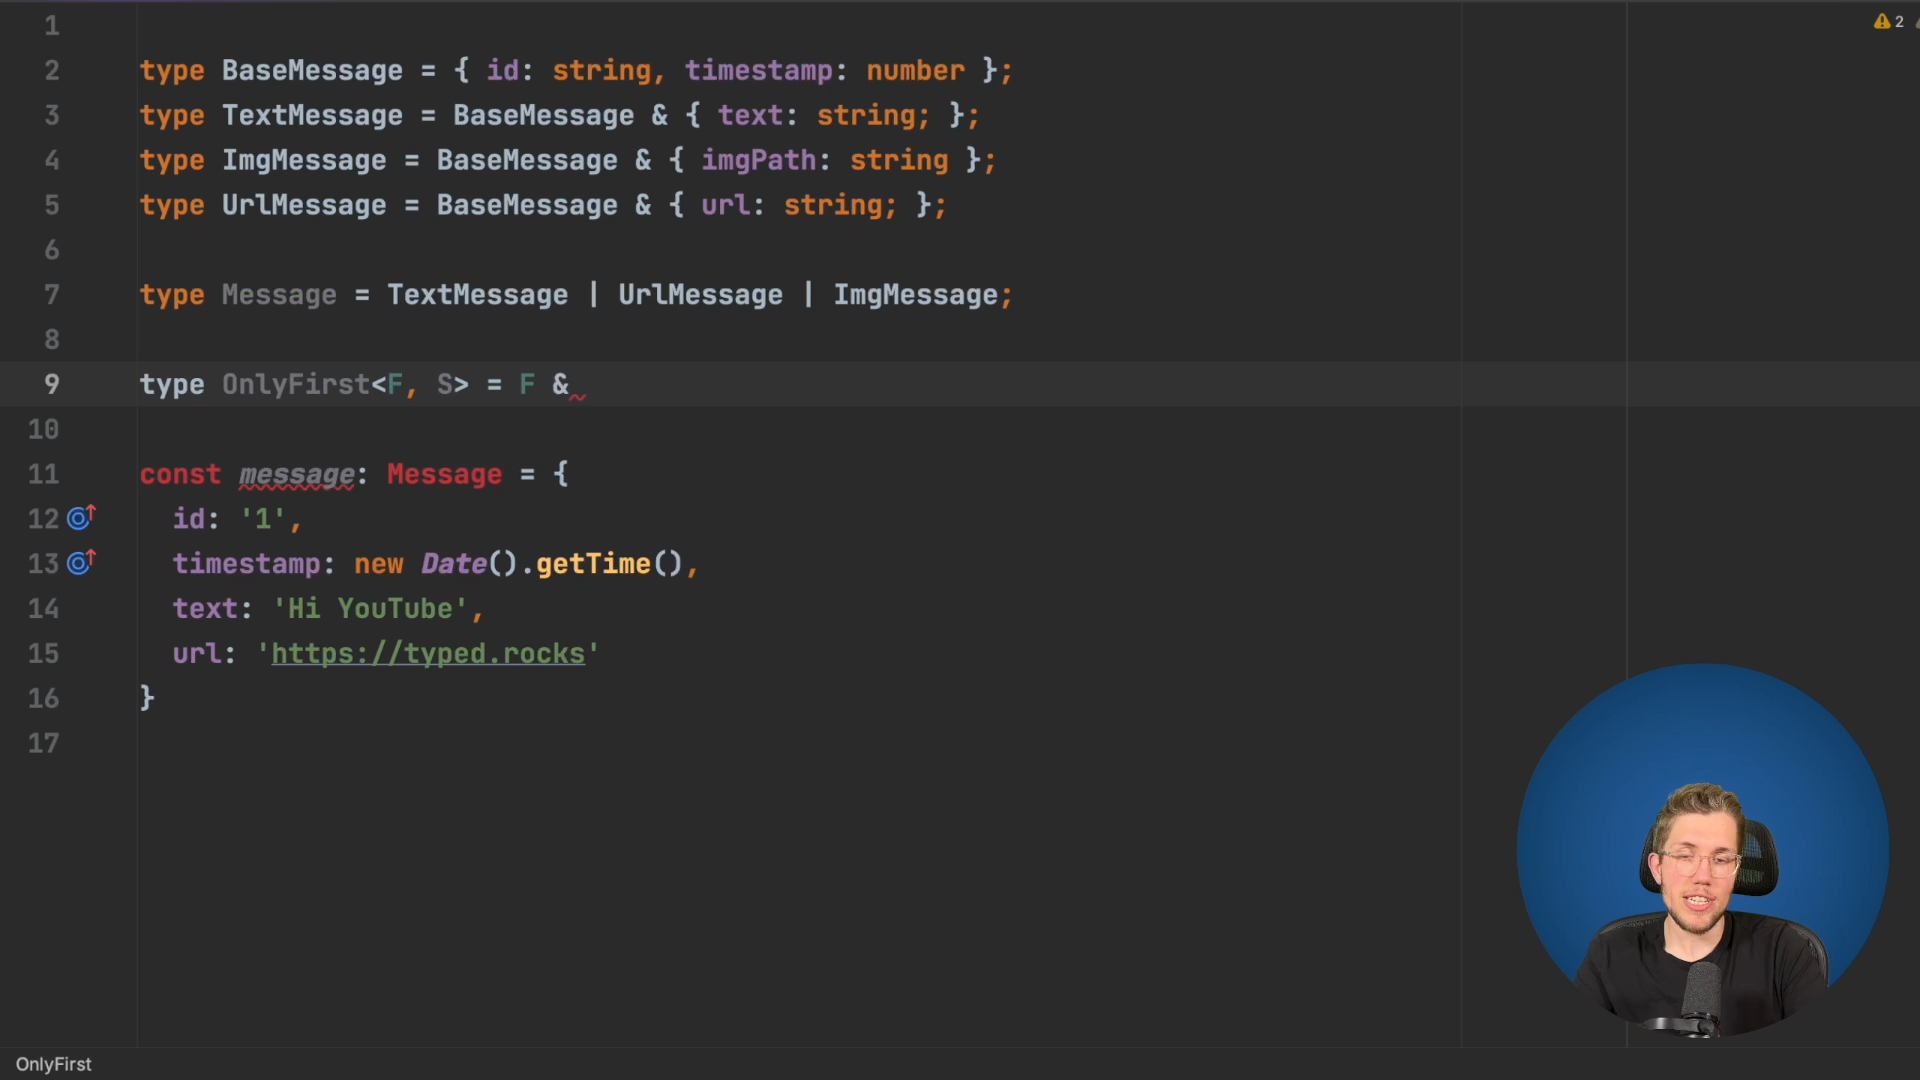 2
1
2 type BaseMessage = { id: string, timestamp: number };
3 type TextMessage = BaseMessage & { text: string; };
4 type ImgMessage = BaseMessage & { imgPath: string };
5 type UrlMessage = BaseMessage & { url: string; };
6
7 type Message = TextMessage | UrlMessage | ImgMessage;
8
9 type OnlyFirst<F, S> = F &
10
11 const message: Message = {
12 id: '1',
13 timestamp: new Date().getTime(),
14 text: 'Hi YouTube',
15 url: 'https://typed.rocks'
16 }
17
OnlyFirst